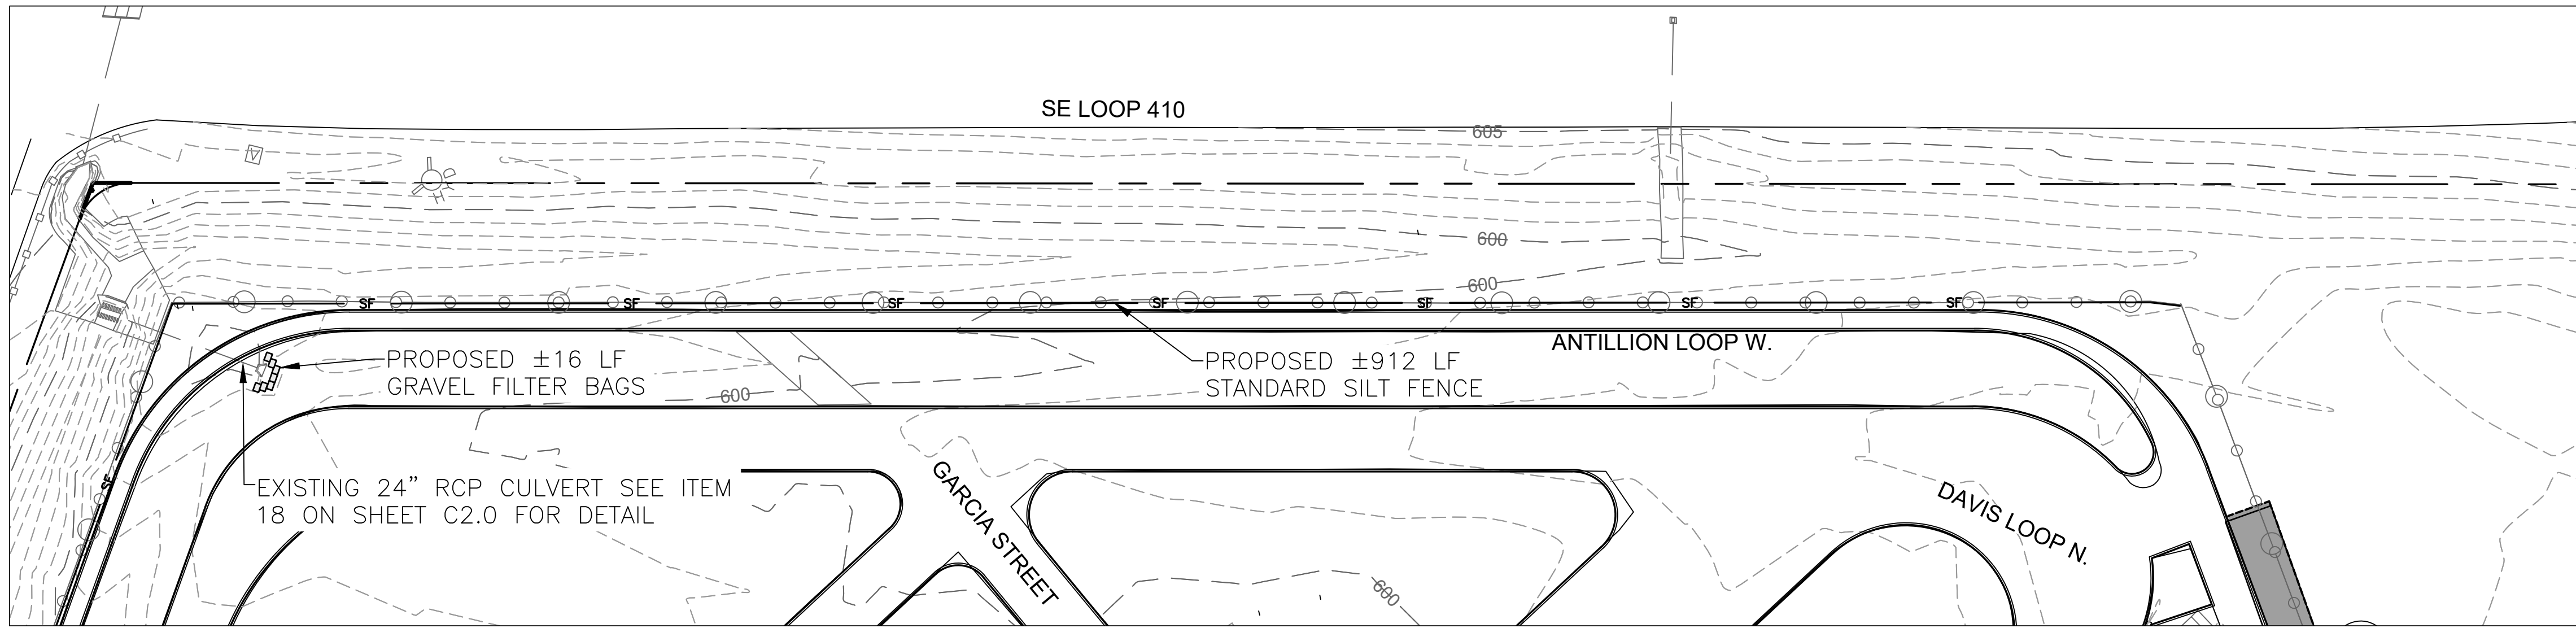 SE LOOP 410
605
600
600
SF SF SF SF SF SF SF
ANTILLION LOOP W.
PROPOSED ±16 LF
GRAVEL FILTER BAGS
PROPOSED ±912 LF
STANDARD SILT FENCE
600
SF
EXISTING 24” RCP CULVERT SEE ITEM
18 ON SHEET C2.0 FOR DETAIL
GARCIA STREET
DAVIS LOOP N.
600